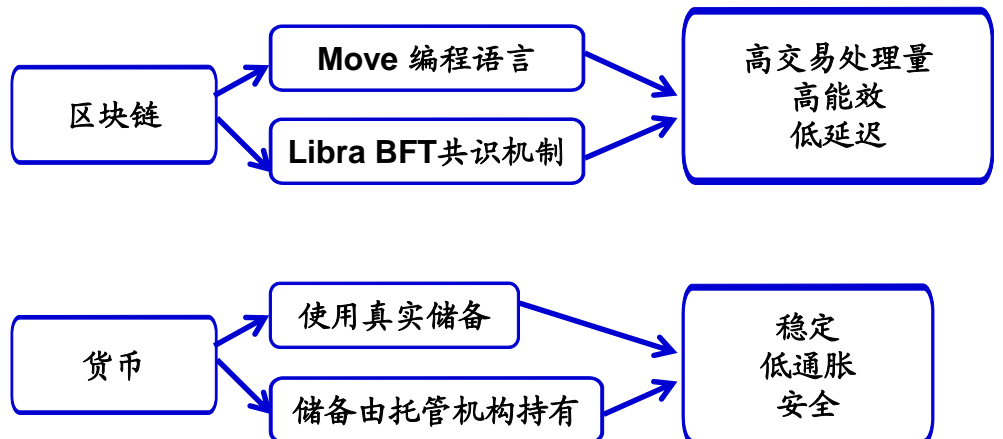 区块链
Move 编程语言
Libra BFT共识机制
高交易处理量
高能效
低延迟
货币
使用真实储备
储备由托管机构持有
稳定
低通胀
安全